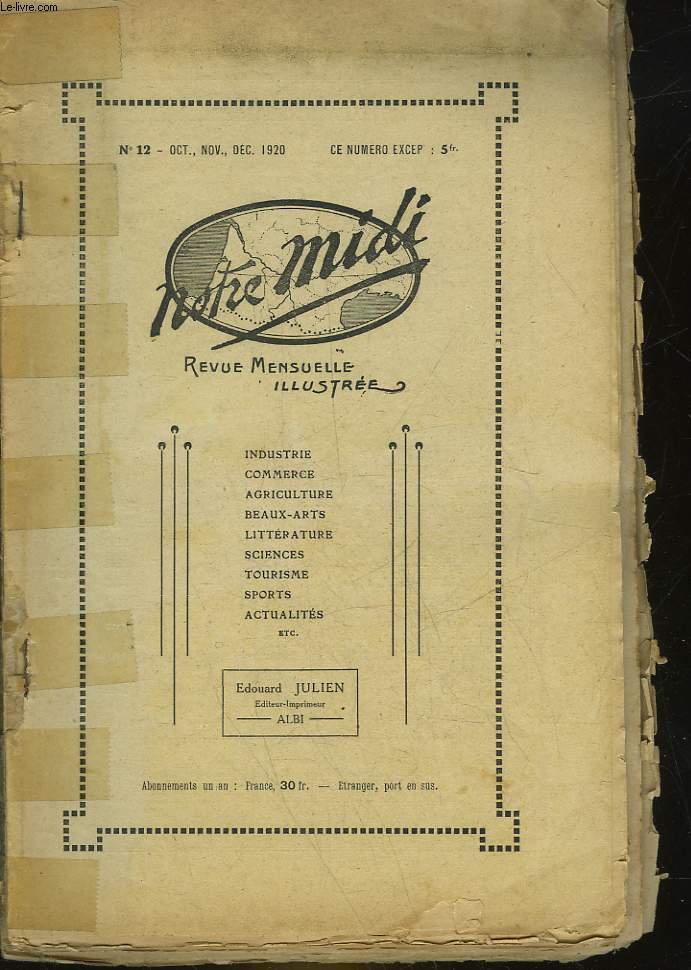 Le-livre.com
N° 12 - OCT., NOV., DEC. 1920 CE NUMERO EXCEP : 5 fr.
notre midi
REVUE MENSUELLE
ILLUSTRÉE
INDUSTRIE
COMMERCE
AGRICULTURE
BEAUX-ARTS
LITTÉRATURE
SCIENCES
TOURISME
SPORTS
ACTUALITÉS
ETC.
Edouard JULIEN
Editeur-Imprimeur
ALBI
Abonnements un an : France, 30 fr. — Etranger, port en sus.